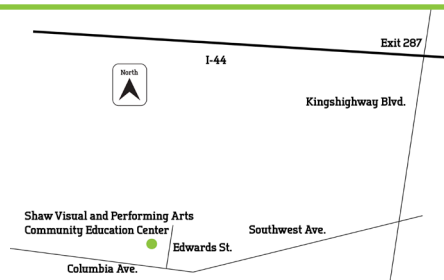 Exit 287
I-44
North
Kingshighway Blvd.
Shaw Visual and Performing Arts
Community Education Center
Southwest Ave.
Edwards St.
Columbia Ave.